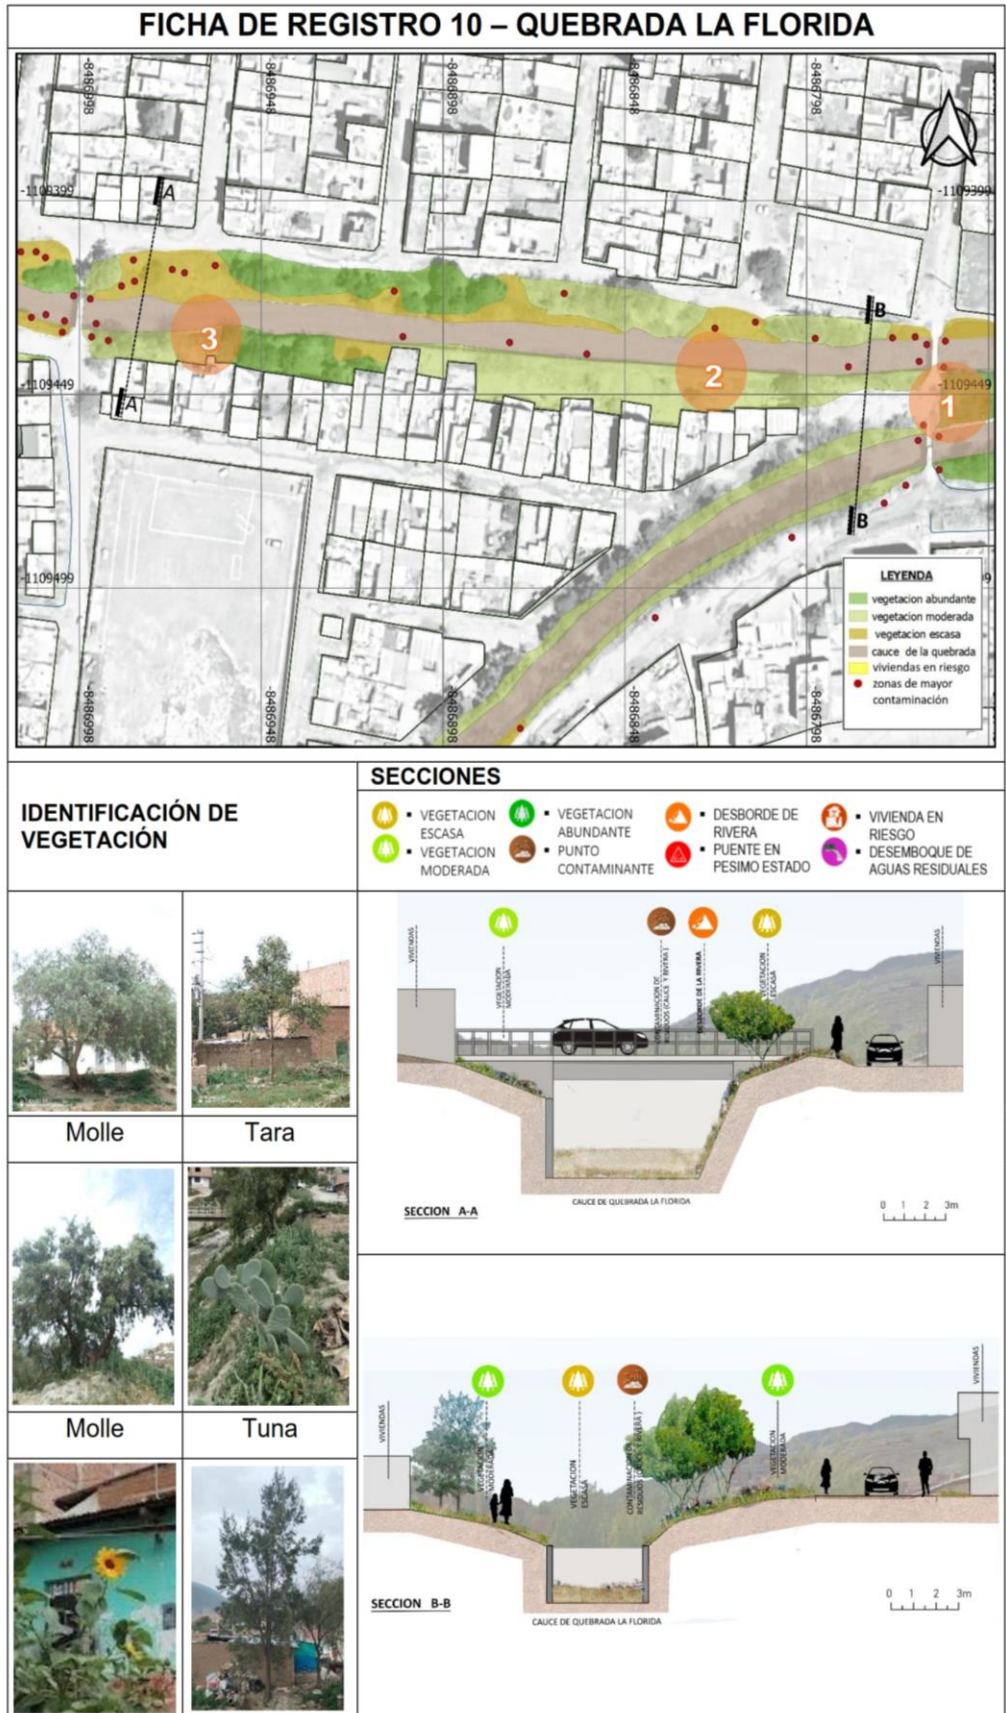 FICHA DE REGISTRO 10 – QUEBRADA LA FLORIDA
-8486998
-8486948
-8486898
-8486848
-8486798
-1109399
-1109399
A
B
3
2
1
-1109449
-1109449
A
B
-1109499
LEYENDA
vegetacion abundante
vegetacion moderada
vegetacion escasa
cauce de la quebrada
viviendas en riesgo
zonas de mayor
contaminación
-8486998
-8486948
-8486898
-8486848
-8486798
IDENTIFICACIÓN DE
VEGETACIÓN
SECCIONES
▪ VEGETACION
ESCASA
▪ VEGETACION
MODERADA
▪ VEGETACION
ABUNDANTE
▪ PUNTO
CONTAMINANTE
▪ DESBORDE DE
RIVERA
▪ PUENTE EN
PESIMO ESTADO
▪ VIVIENDA EN
RIESGO
▪ DESEMBOQUE DE
AGUAS RESIDUALES
Molle
Tara
Molle
Tuna
VIVIENDAS
VEGETACION
MODERADA
RESIDUOS (CAUCE Y RIVERA )
DESBORDE DE LA RIVERA
VEGETACION
ESCASA
VIVIENDAS
CAUCE DE QUEBRADA LA FLORIDA
SECCION A-A
0 1 2 3m
VIVIENDAS
MODERADA
VEGETACION
ESCASA
RESIDUOS
VEGETACION
MODERADA
VIVIENDAS
SECCION B-B
CAUCE DE QUEBRADA LA FLORIDA
0 1 2 3m